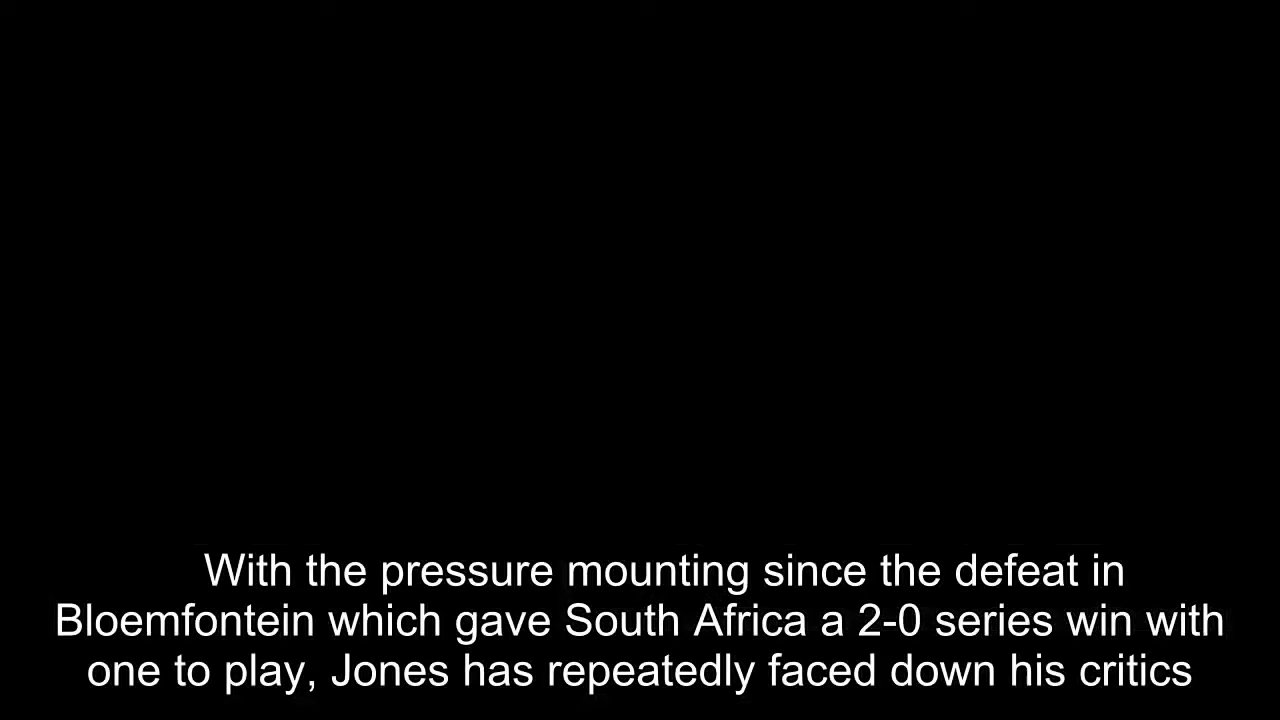 With the pressure mounting since the defeat in
Bloemfontein which gave South Africa a 2-0 series win with
one to play, Jones has repeatedly faced down his critics